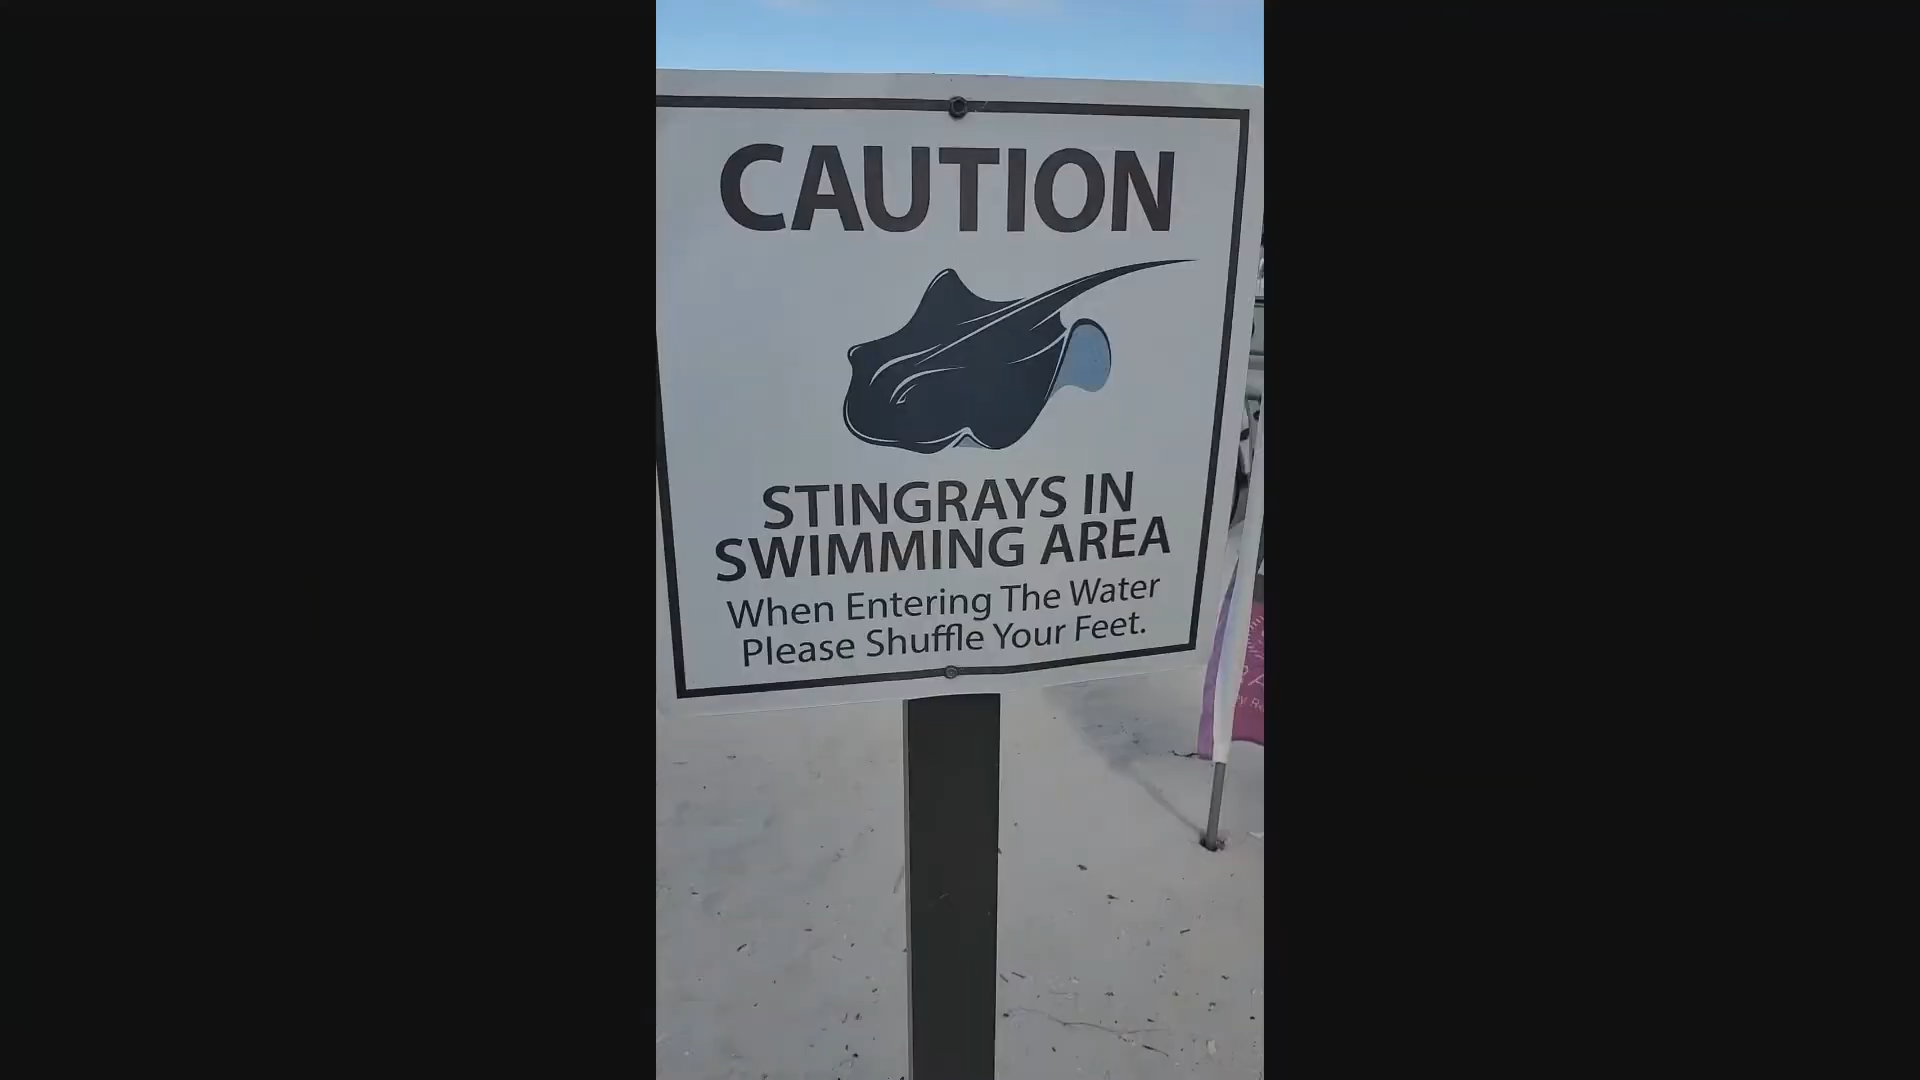 CAUTION
STINGRAYS IN
SWIMMING AREA
When Entering The Water
Please Shuffle Your Feet.